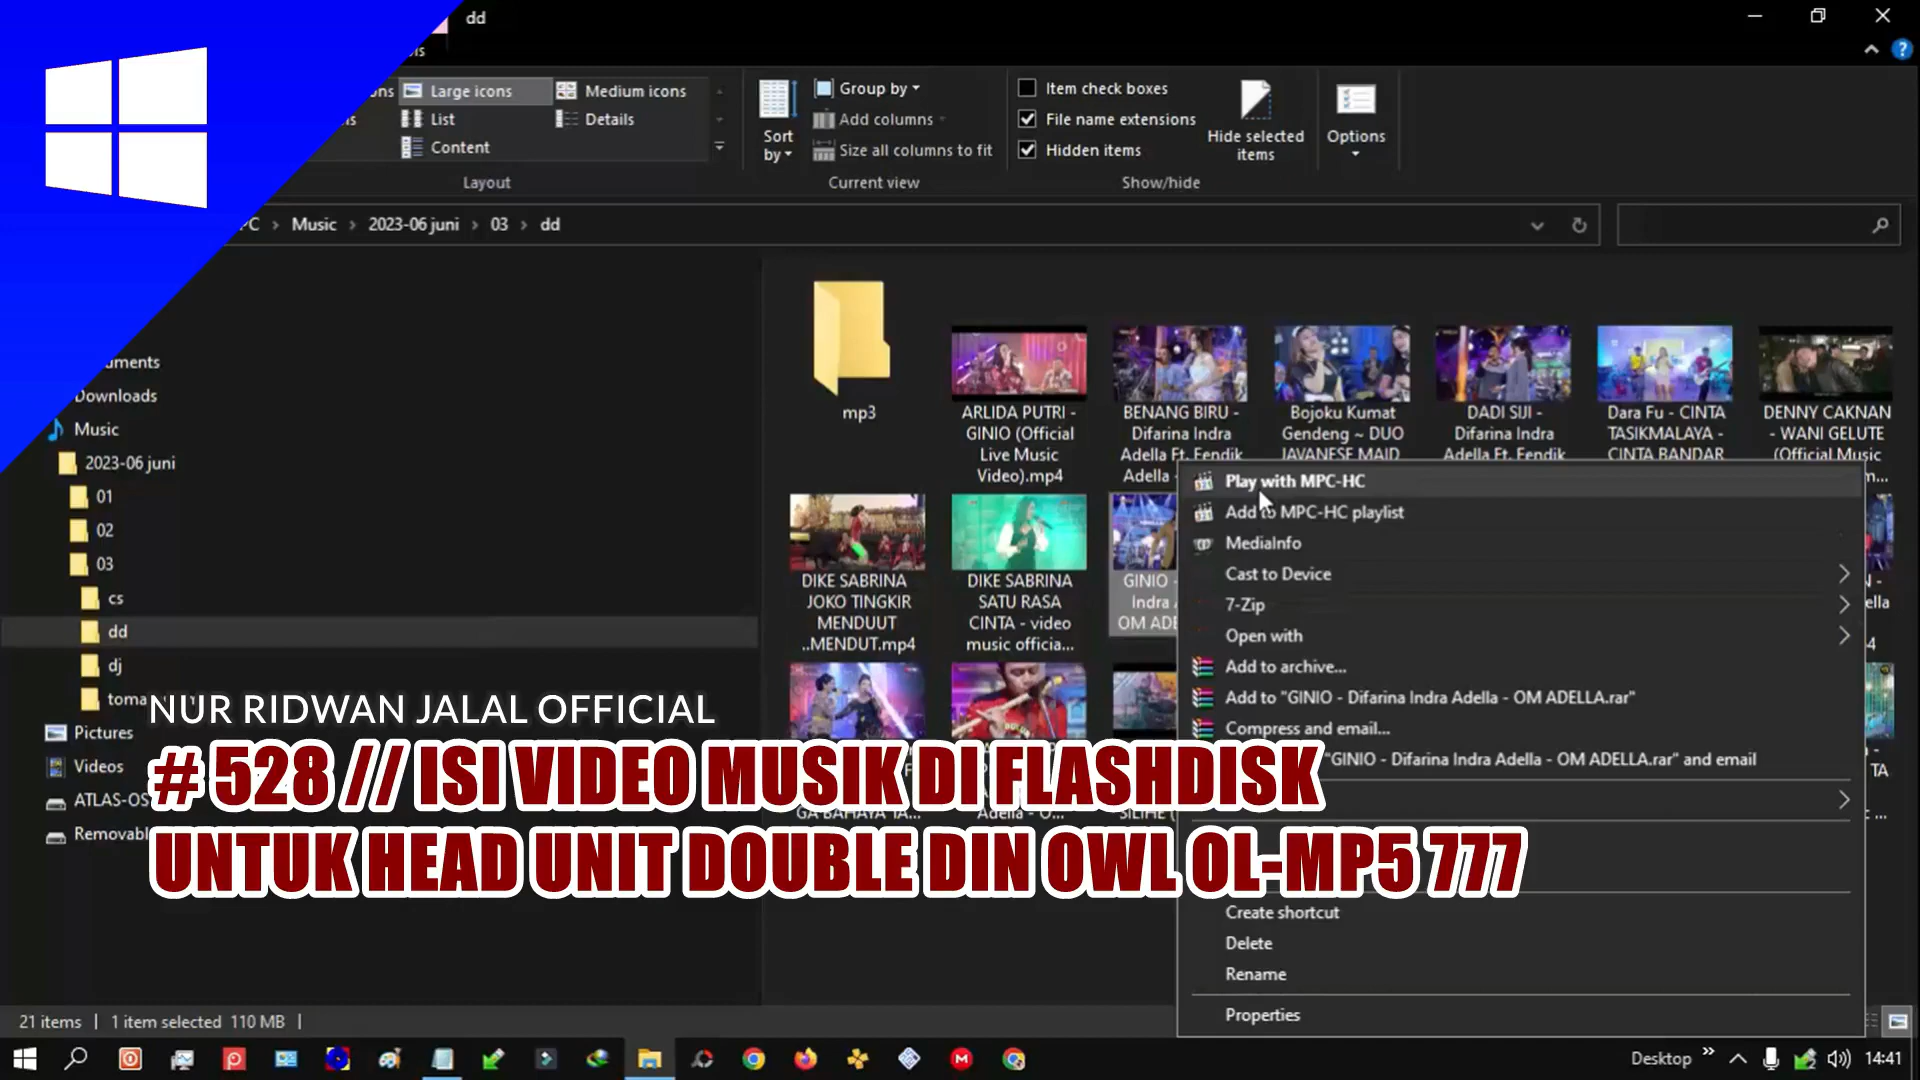 dd
Large icons
Medium icons
List
Details
Content
Layout
Sort by
Group by
Add columns
Size all columns to fit
Current view
Item check boxes
File name extensions
Hidden items
Show/hide
Hide selected items
Options
Music > 2023-06 juni > 03 > dd
Downloads
Music
2023-06 juni
01
02
03
cs
dd
dj
toma
Pictures
Videos
ATLAS-OS
Removabl
mp3
ARLIDA PUTRI -
GINIO (Official
Live Music
Video).mp4
BENANG BIRU -
Difarina Indra
Adella Ft. Fendik
Adella -
Bojoku Kumat
Gendeng ~ DUO
JAVANESE MAID
DADI SIJI -
Difarina Indra
Adella Ft. Fendik
Dara Fu - CINTA
TASIKMALAYA -
CINTA BANDAR
DENNY CAKNAN
- WANI GELUTE
(Official Music
DIKE SABRINA
JOKO TINGKIR
MENDUUT
..MENDUT.mp4
DIKE SABRINA
SATU RASA
CINTA - video
music officia...
GINIO -
Indra
OM ADE
Play with MPC-HC
Add to MPC-HC playlist
MediaInfo
Cast to Device
7-Zip
Open with
Add to archive...
Add to "GINIO - Difarina Indra Adella - OM ADELLA.rar"
Compress and email...
"GINIO - Difarina Indra Adella - OM ADELLA.rar" and email
Create shortcut
Delete
Rename
Properties
NUR RIDWAN JALAL OFFICIAL
# 528 // ISI VIDEO MUSIK DI FLASHDISK
UNTUK HEAD UNIT DOUBLE DIN OWL OL-MP5 777
21 items | 1 item selected 110 MB |
Desktop
14:41